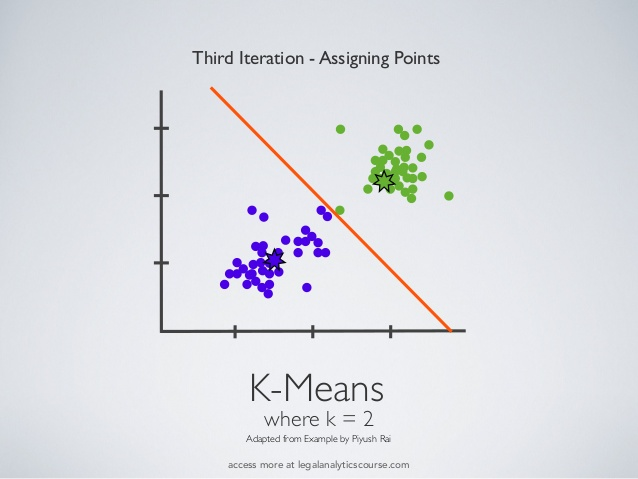 Third Iteration - Assigning Points
K-Means
where k = 2
Adapted from Example by Piyush Rai
access more at legalanalyticscourse.com